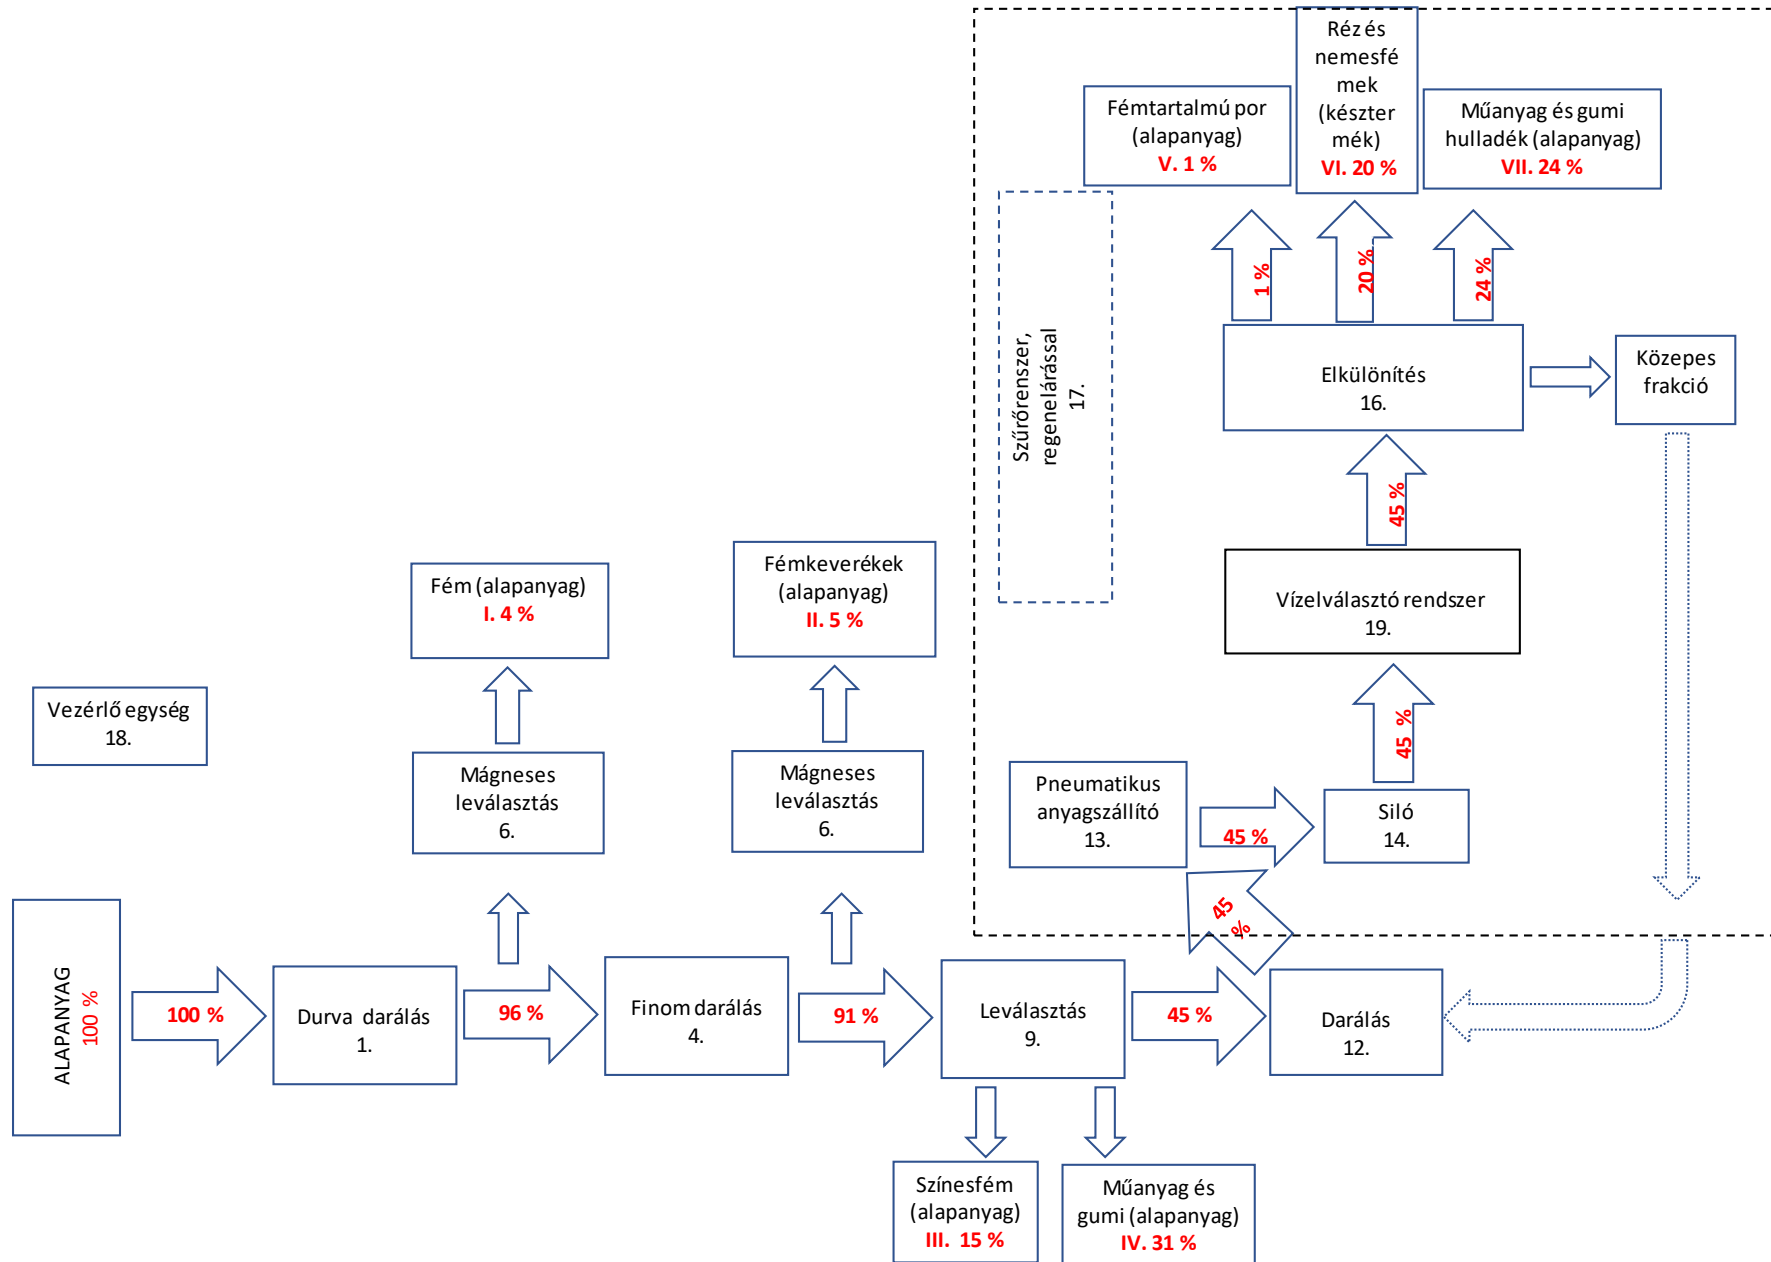 Réz és
nemesfé
mek
(készter
mék)
VI. 20 %
Fémtartalmú por
(alapanyag)
V. 1 %
Műanyag és gumi
hulladék (alapanyag)
VII. 24 %
1 %
20 %
24 %
Szűrőrenszer,
regenelárással
17.
Elkülönítés
16.
Közepes
frakció
45 %
Vízelválasztó rendszer
19.
45 %
Fém (alapanyag)
I. 4 %
Fémkeverékek
(alapanyag)
II. 5 %
Vezérlő egység
18.
Mágneses
leválasztás
6.
Mágneses
leválasztás
6.
Pneumatikus
anyagszállító
13.
45 %
Siló
14.
45
%
ALAPANYAG
100 %
100 %
Durva darálás
1.
96 %
Finom darálás
4.
91 %
Leválasztás
9.
45 %
Darálás
12.
Színesfém
(alapanyag)
III. 15 %
Műanyag és
gumi (alapanyag)
IV. 31 %